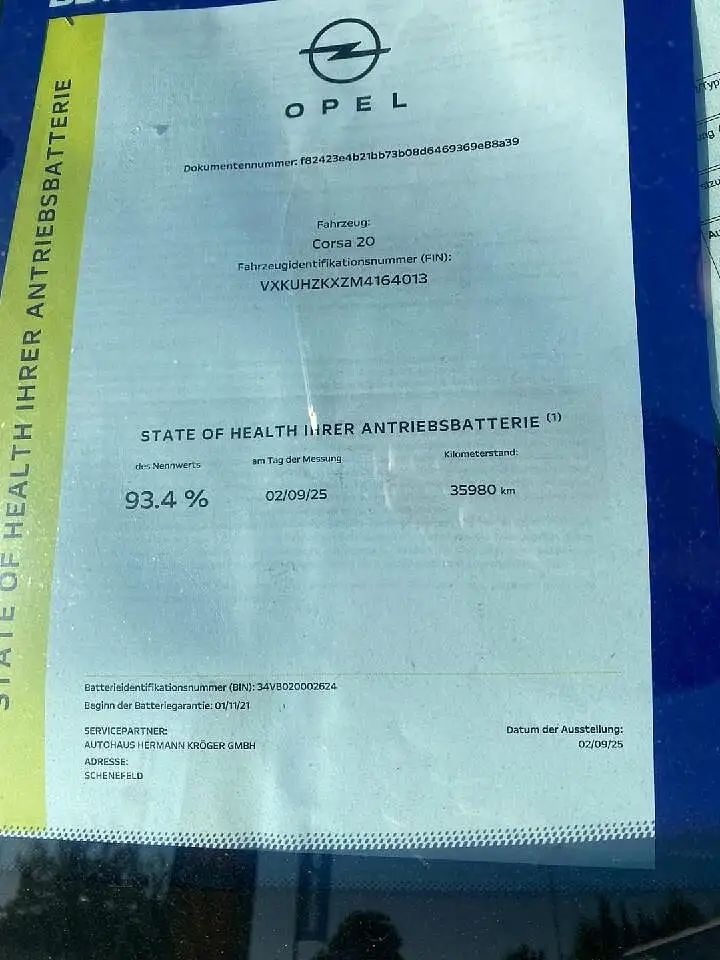 STATE OF HEALTH IHRER ANTRIEBSBATTERIE
OPEL
Dokumentennummer: f82423e4b21bb73b08d6469369e88a39
Fahrzeug:
Corsa 20
Fahrzeugidentifikationsnummer (FIN):
VXKUHZKXZM4164013
STATE OF HEALTH IHRER ANTRIEBSBATTERIE (1)
des Nennwerts
am Tag der Messung
Kilometerstand:
93.4 %
02/09/25
35980 km
Batterieidentifikationsnummer (BIN): 34VB020002624
Beginn der Batteriegarantie: 01/11/21
SERVICEPARTNER:
AUTOHAUS HERMANN KRÖGER GMBH
ADRESSE:
SCHENEFELD
Datum der Ausstellung:
02/09/25